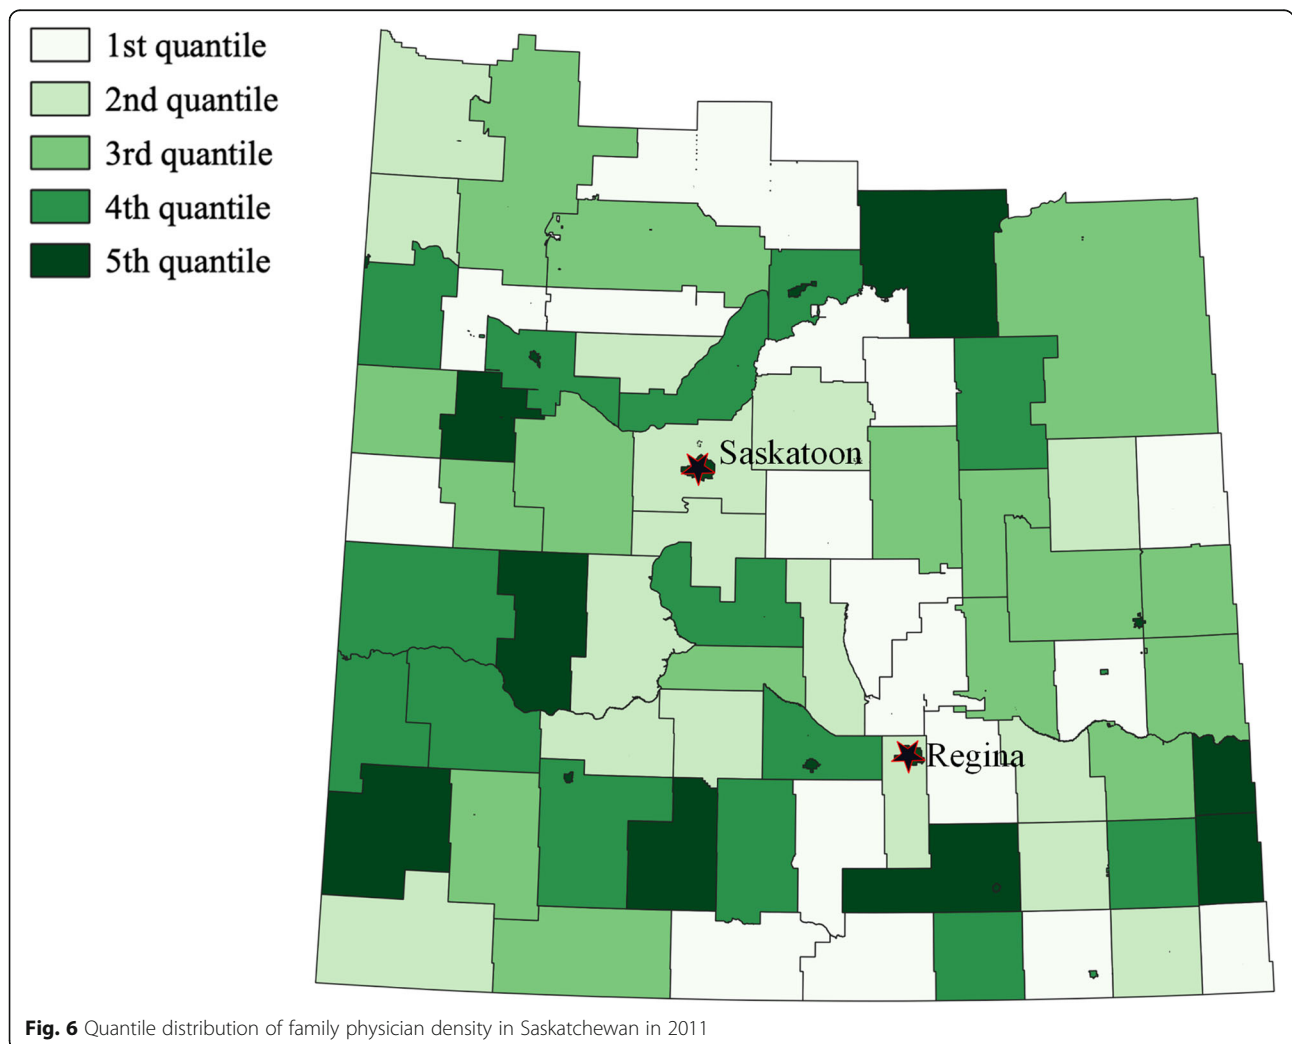 1st quantile
2nd quantile
3rd quantile
4th quantile
5th quantile
Saskatoon
Regina
Fig. 6 Quantile distribution of family physician density in Saskatchewan in 2011